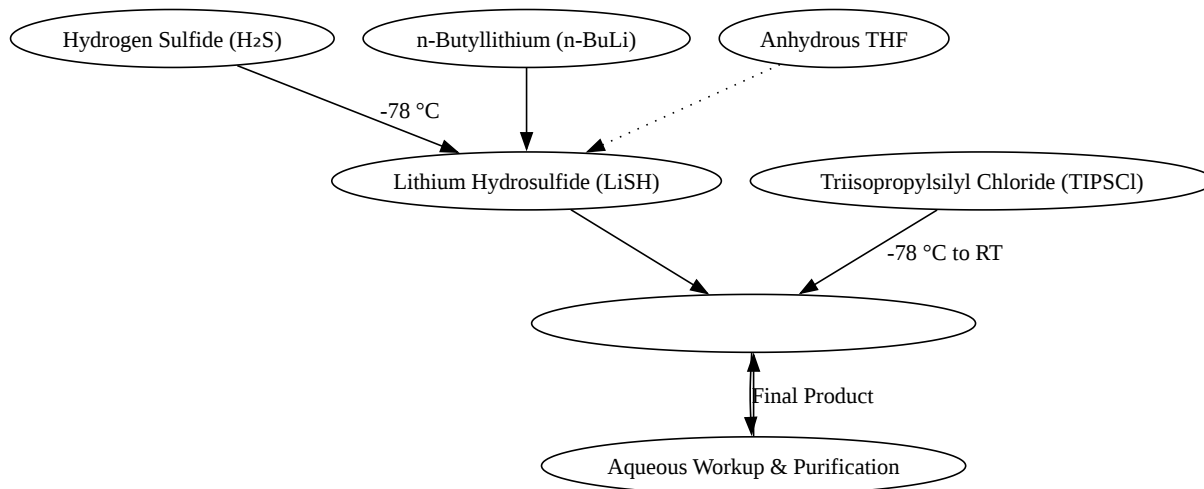 Hydrogen Sulfide (H₂S)
n-Butyllithium (n-BuLi)
Anhydrous THF
-78 °C
Lithium Hydrosulfide (LiSH)
Triisopropylsilyl Chloride (TIPSCl)
-78 °C to RT
Final Product
Aqueous Workup & Purification